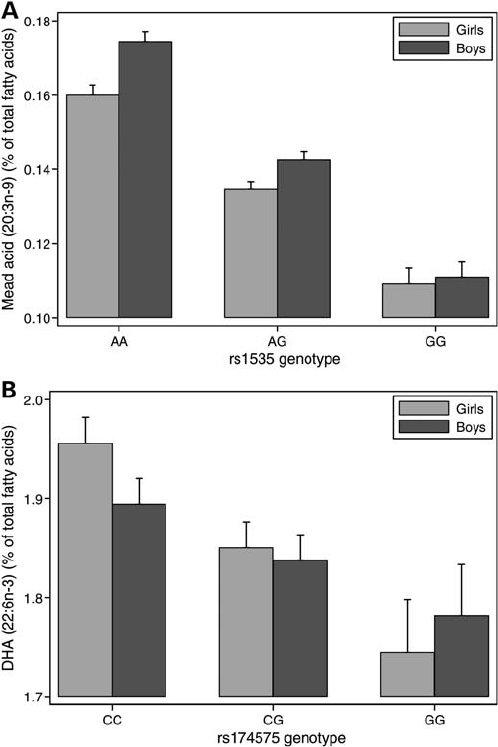 A
Mead acid (20:3n-9) (% of total fatty acids)
0.18
0.16
0.14
0.12
0.10
Girls
Boys
AA
AG
GG
rs1535 genotype
B
DHA (22:6n-3) (% of total fatty acids)
2.0
1.9
1.8
1.7
Girls
Boys
CC
CG
GG
rs174575 genotype